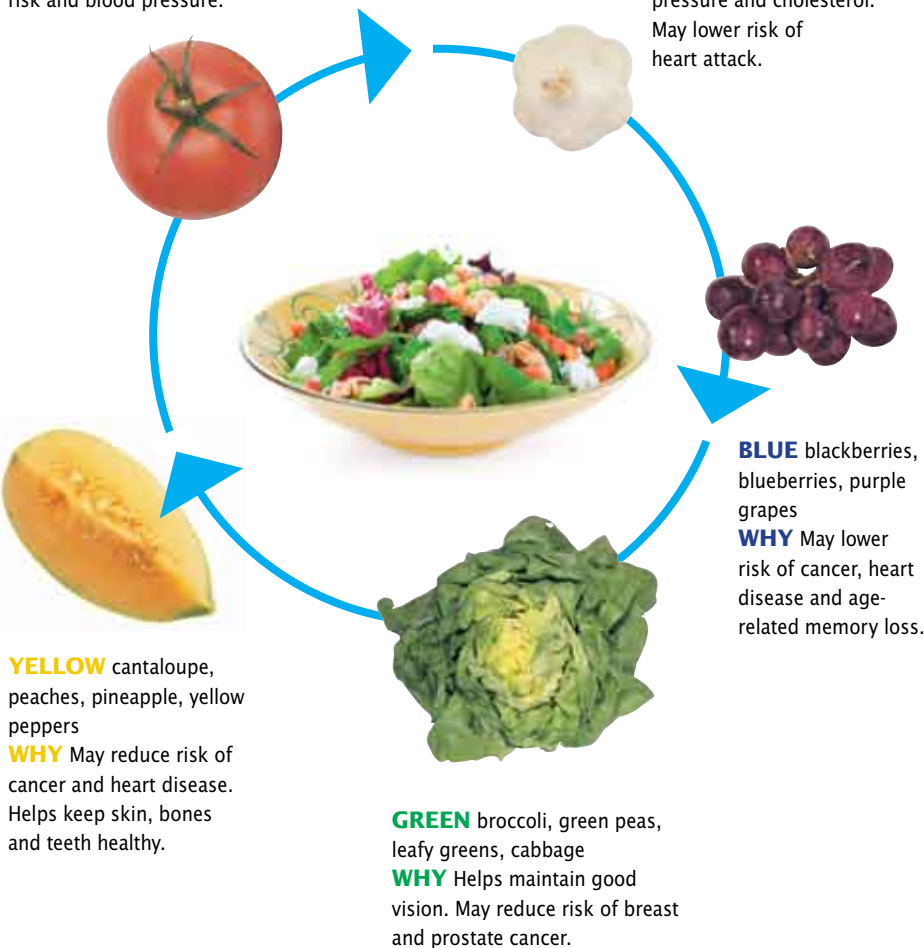 risk and blood pressure.
pressure and cholesterol.
May lower risk of
heart attack.
BLUE blackberries,
blueberries, purple
grapes
WHY May lower
risk of cancer, heart
disease and age-
related memory loss.
YELLOW cantaloupe,
peaches, pineapple, yellow
peppers
WHY May reduce risk of
cancer and heart disease.
Helps keep skin, bones
and teeth healthy.
GREEN broccoli, green peas,
leafy greens, cabbage
WHY Helps maintain good
vision. May reduce risk of breast
and prostate cancer.